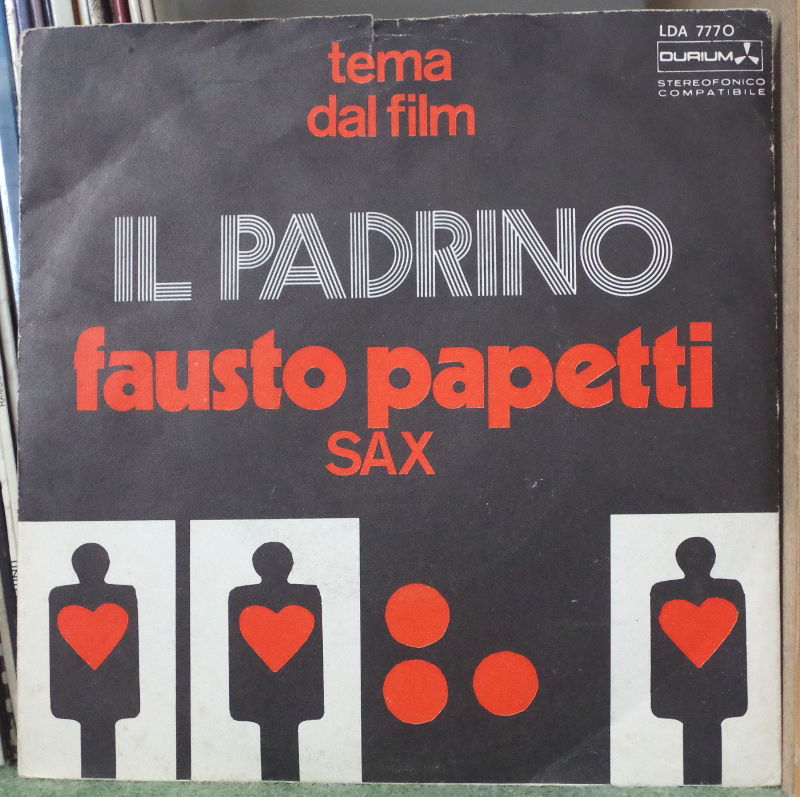 LDA 7770
DURIUM
STEREOFONICO
COMPATIBILE
tema
dal film
IL PADRINO
fausto papetti
SAX